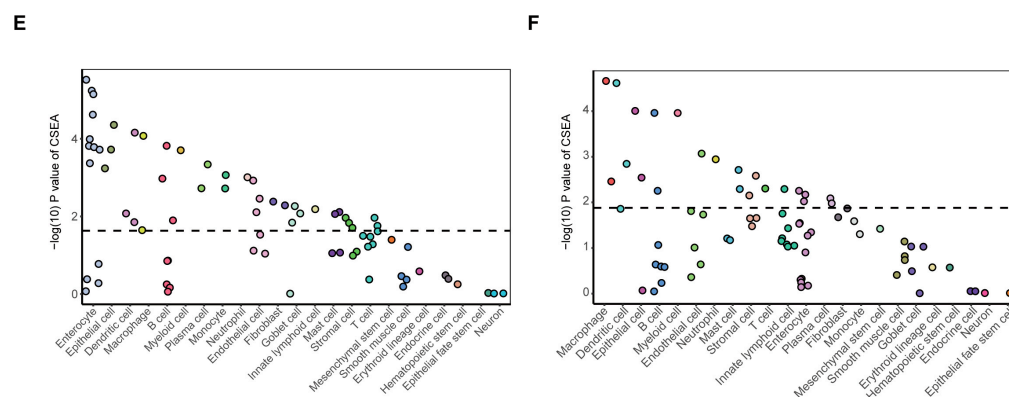 E
F
−log(10) P value of CSEA
4
2
0
Enterocyte
Epithelial cell
Dendritic cell
Macrophage
B cell
Myeloid cell
Plasma cell
Monocyte
Neutrophil
Endothelial cell
Fibroblast
Goblet cell
Innate lymphoid cell
Mast cell
Stromal cell
T cell
Mesenchymal stem cell
Smooth muscle cell
Erythroid lineage cell
Endocrine cell
Hematopoietic stem cell
Epithelial fate stem cell
Neuron
−log(10) P value of CSEA
4
3
2
1
0
Macrophage
Dendritic cell
Epithelial cell
B cell
Myeloid cell
Endothelial cell
Neutrophil
Mast cell
Stromal cell
T cell
Innate lymphoid cell
Enterocyte
Plasma cell
Fibroblast
Monocyte
Mesenchymal stem cell
Smooth muscle cell
Goblet cell
Erythroid lineage cell
Hematopoietic stem cell
Endocrine cell
Neuron
Epithelial fate stem ce